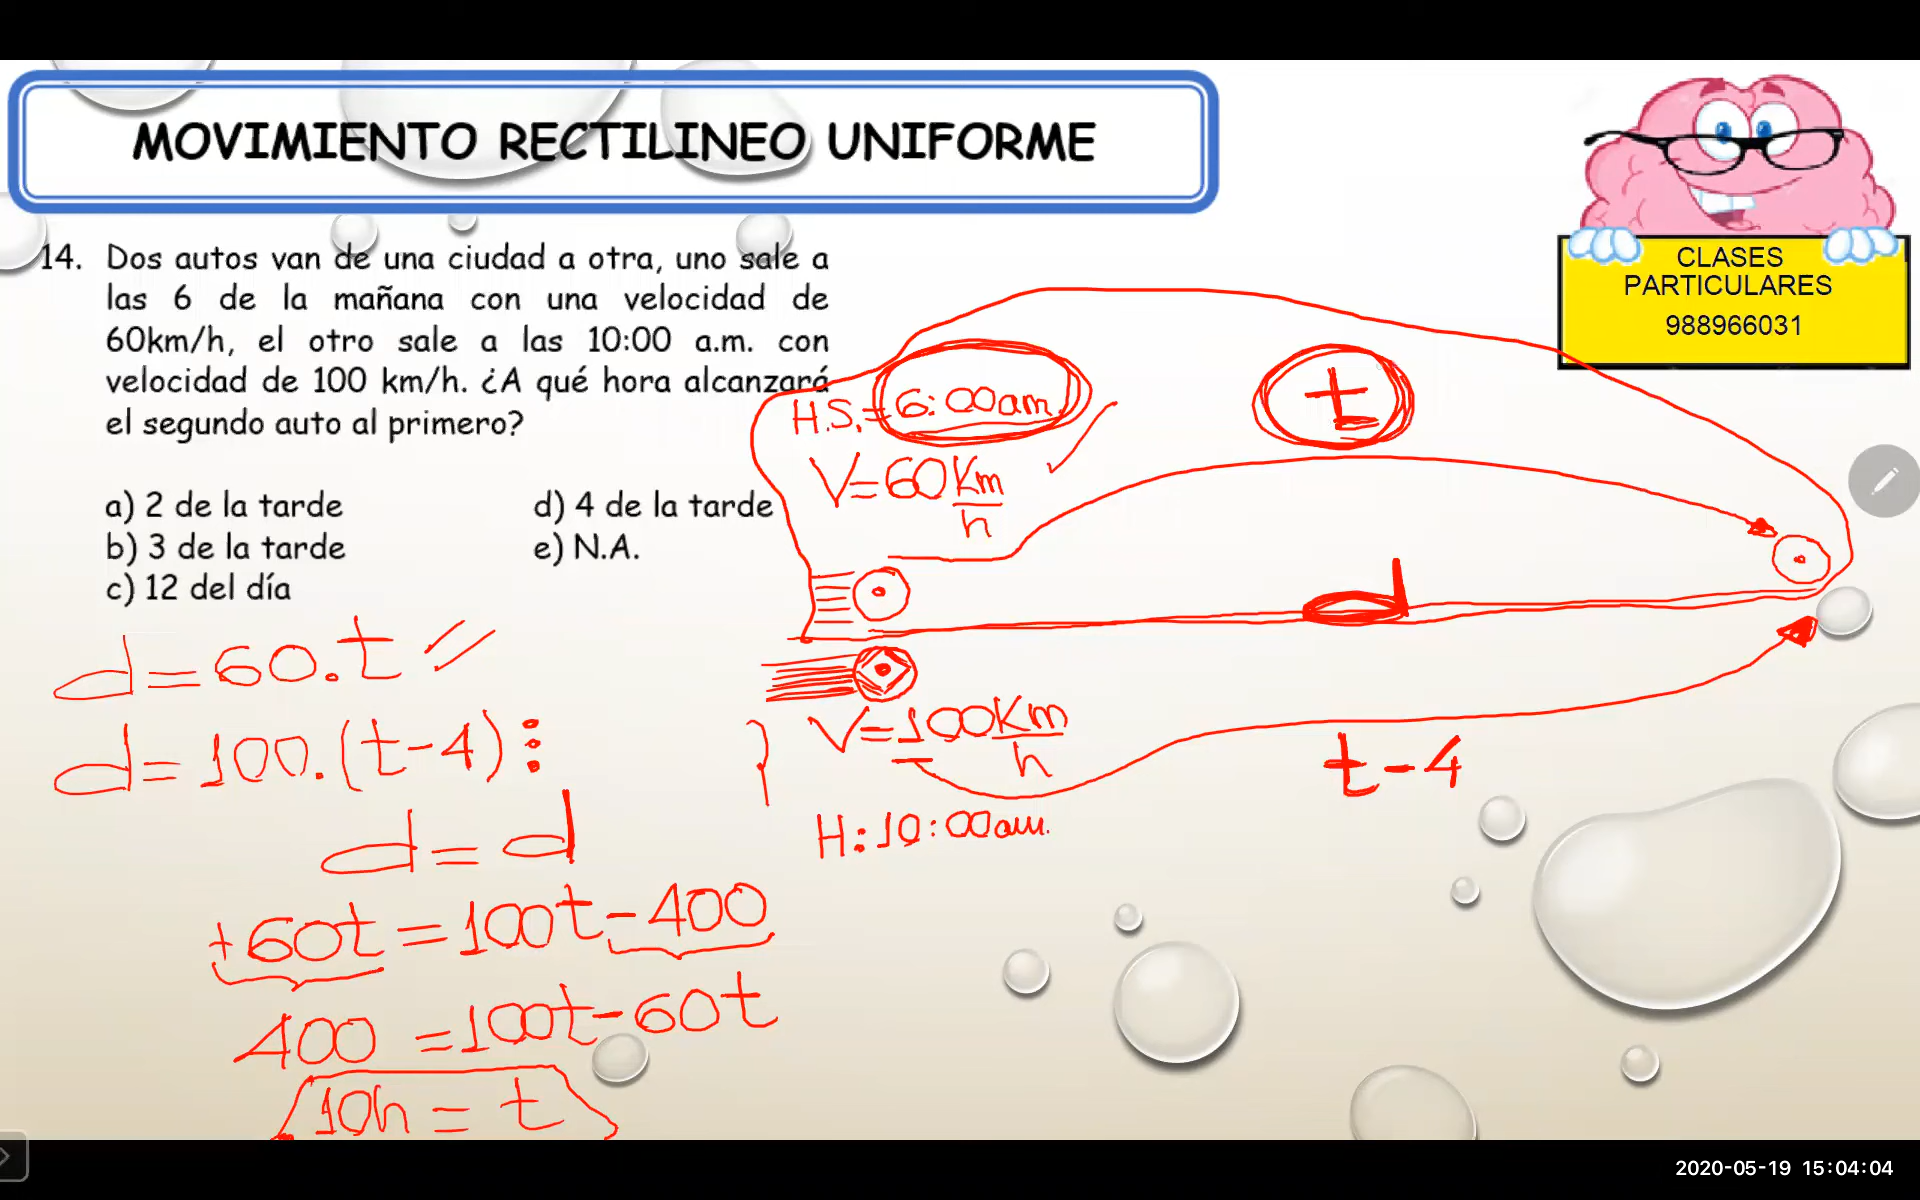 MOVIMIENTO RECTILINEO UNIFORME
CLASES
PARTICULARES
988966031
14. Dos autos van de una ciudad a otra, uno sale a
las 6 de la mañana con una velocidad de
60km/h, el otro sale a las 10:00 a.m. con
velocidad de 100 km/h. ¿A qué hora alcanzará
el segundo auto al primero?
a) 2 de la tarde
b) 3 de la tarde
c) 12 del día
d) 4 de la tarde
e) N.A.
H.S.=6:00am.
V=60 Km/h
t
d
V=100 Km/h
t-4
H:10:00am.
d=60.t
d=100.(t-4)
d=d
+60t=100t-400
400=100t-60t
10h=t
2020-05-19 15:04:04